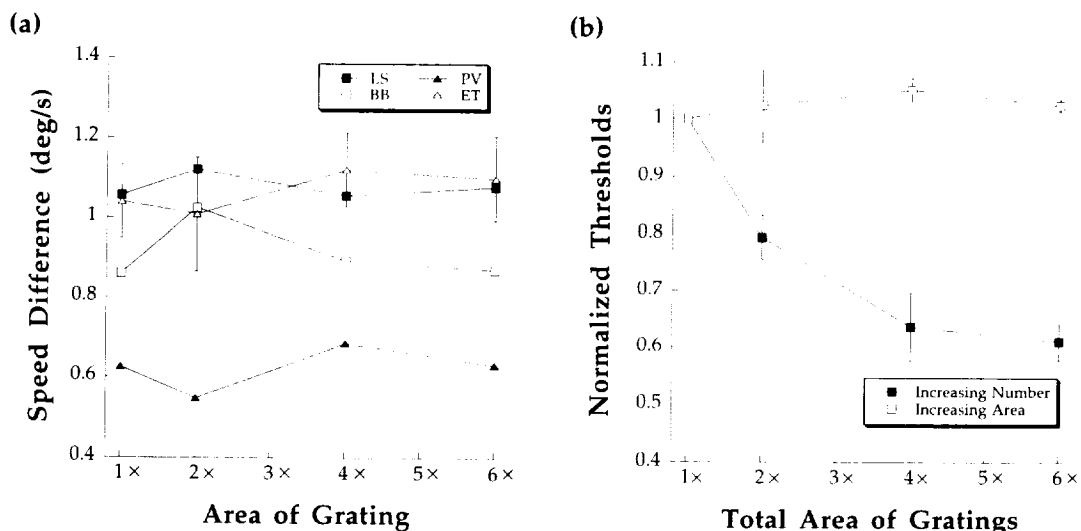 (a)
1.4
1.2
1
0.8
0.6
0.4
Speed Difference (deg/s)
LS PV
BB ET
1× 2× 3× 4× 5× 6×
Area of Grating
(b)
1.1
1
0.9
0.8
0.7
0.6
0.5
0.4
Normalized Thresholds
Increasing Number
Increasing Area
1× 2× 3× 4× 5× 6×
Total Area of Gratings